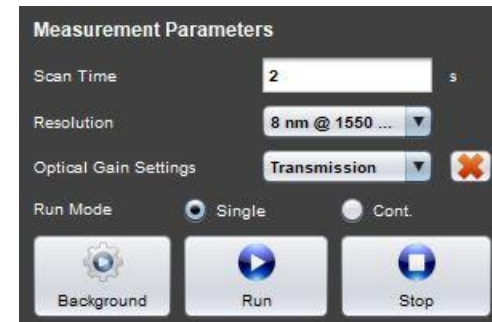 Measurement Parameters
Scan Time 2 s
Resolution 8 nm @ 1550 ...
Optical Gain Settings Transmission
Run Mode Single Cont.
Background Run Stop